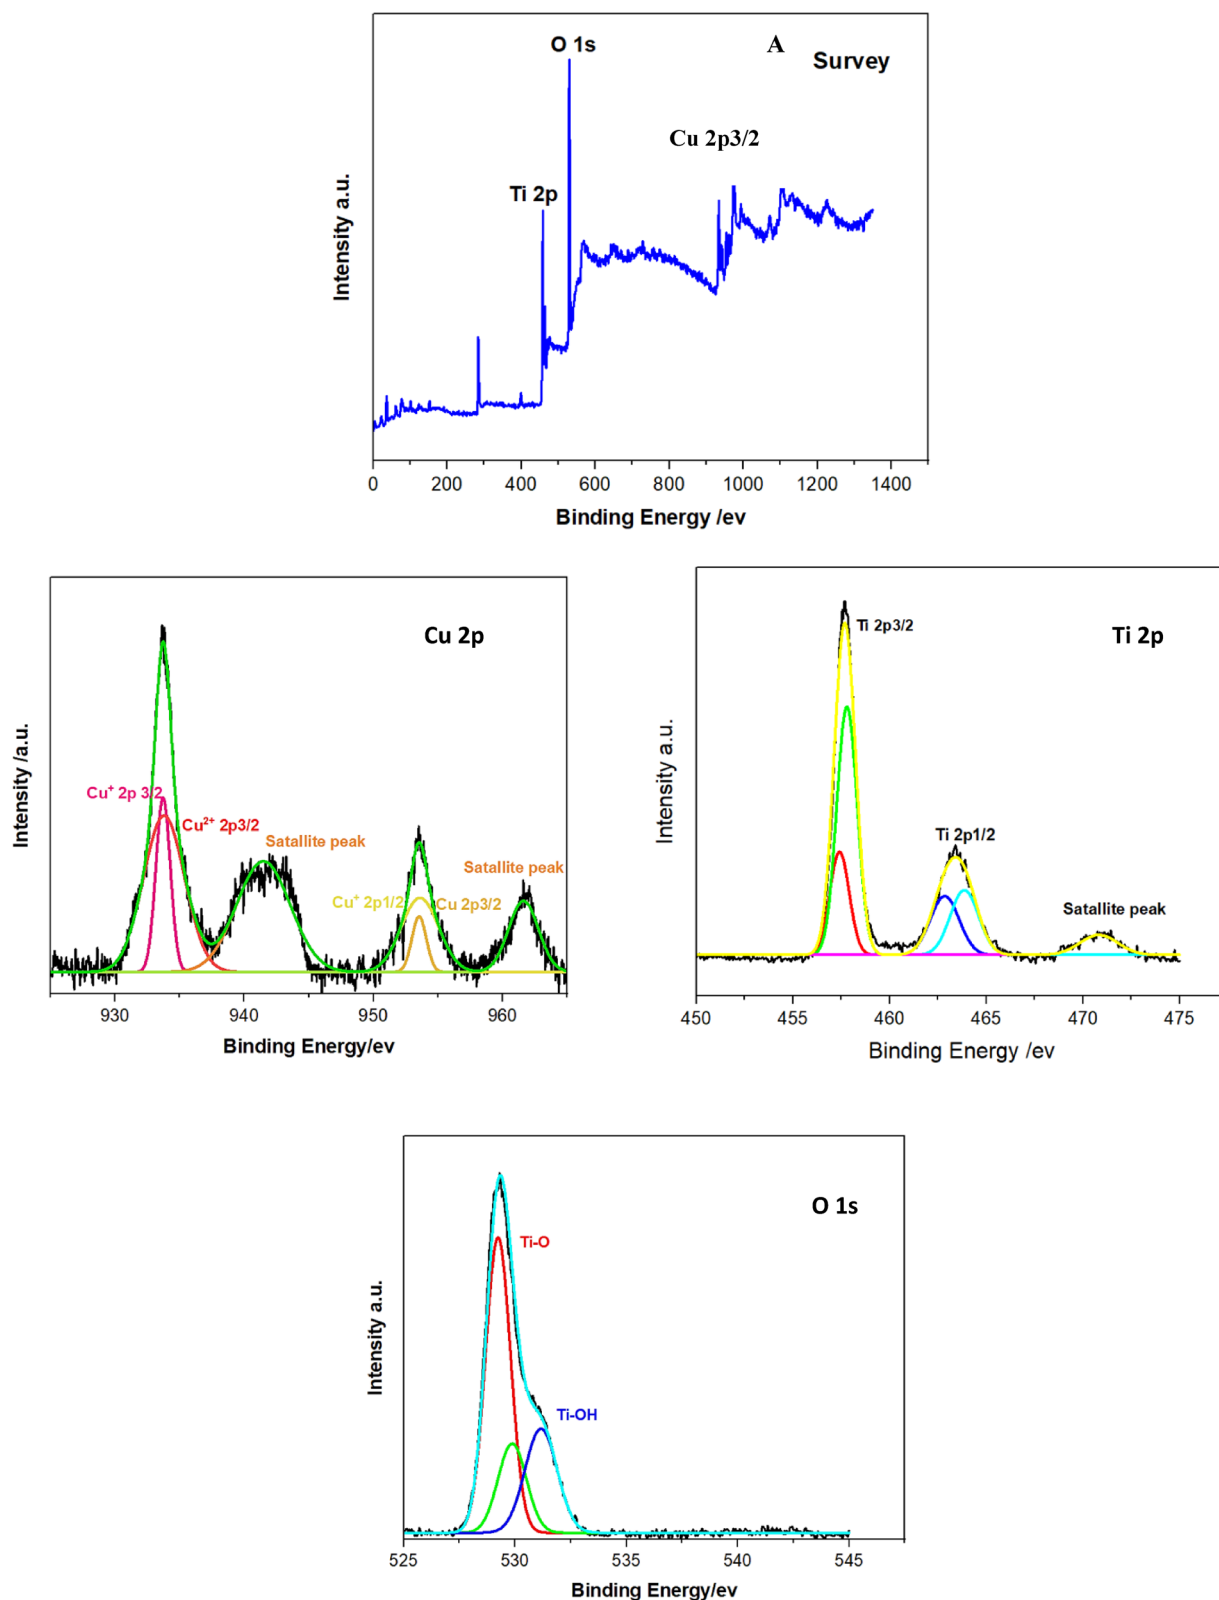 A
O 1s
Survey
Cu 2p3/2
Ti 2p
Intensity a.u.
0 200 400 600 800 1000 1200 1400
Binding Energy /ev
Cu 2p
Cu⁺ 2p 3/2
Cu²⁺ 2p3/2
Satallite peak
Satallite peak
Cu⁺ 2p1/2
Cu 2p3/2
Intensity /a.u.
930 940 950 960
Binding Energy/ev
Ti 2p3/2
Ti 2p
Ti 2p1/2
Satallite peak
Intensity a.u.
450 455 460 465 470 475
Binding Energy /ev
O 1s
Ti-O
Ti-OH
Intensity a.u.
525 530 535 540 545
Binding Energy/ev